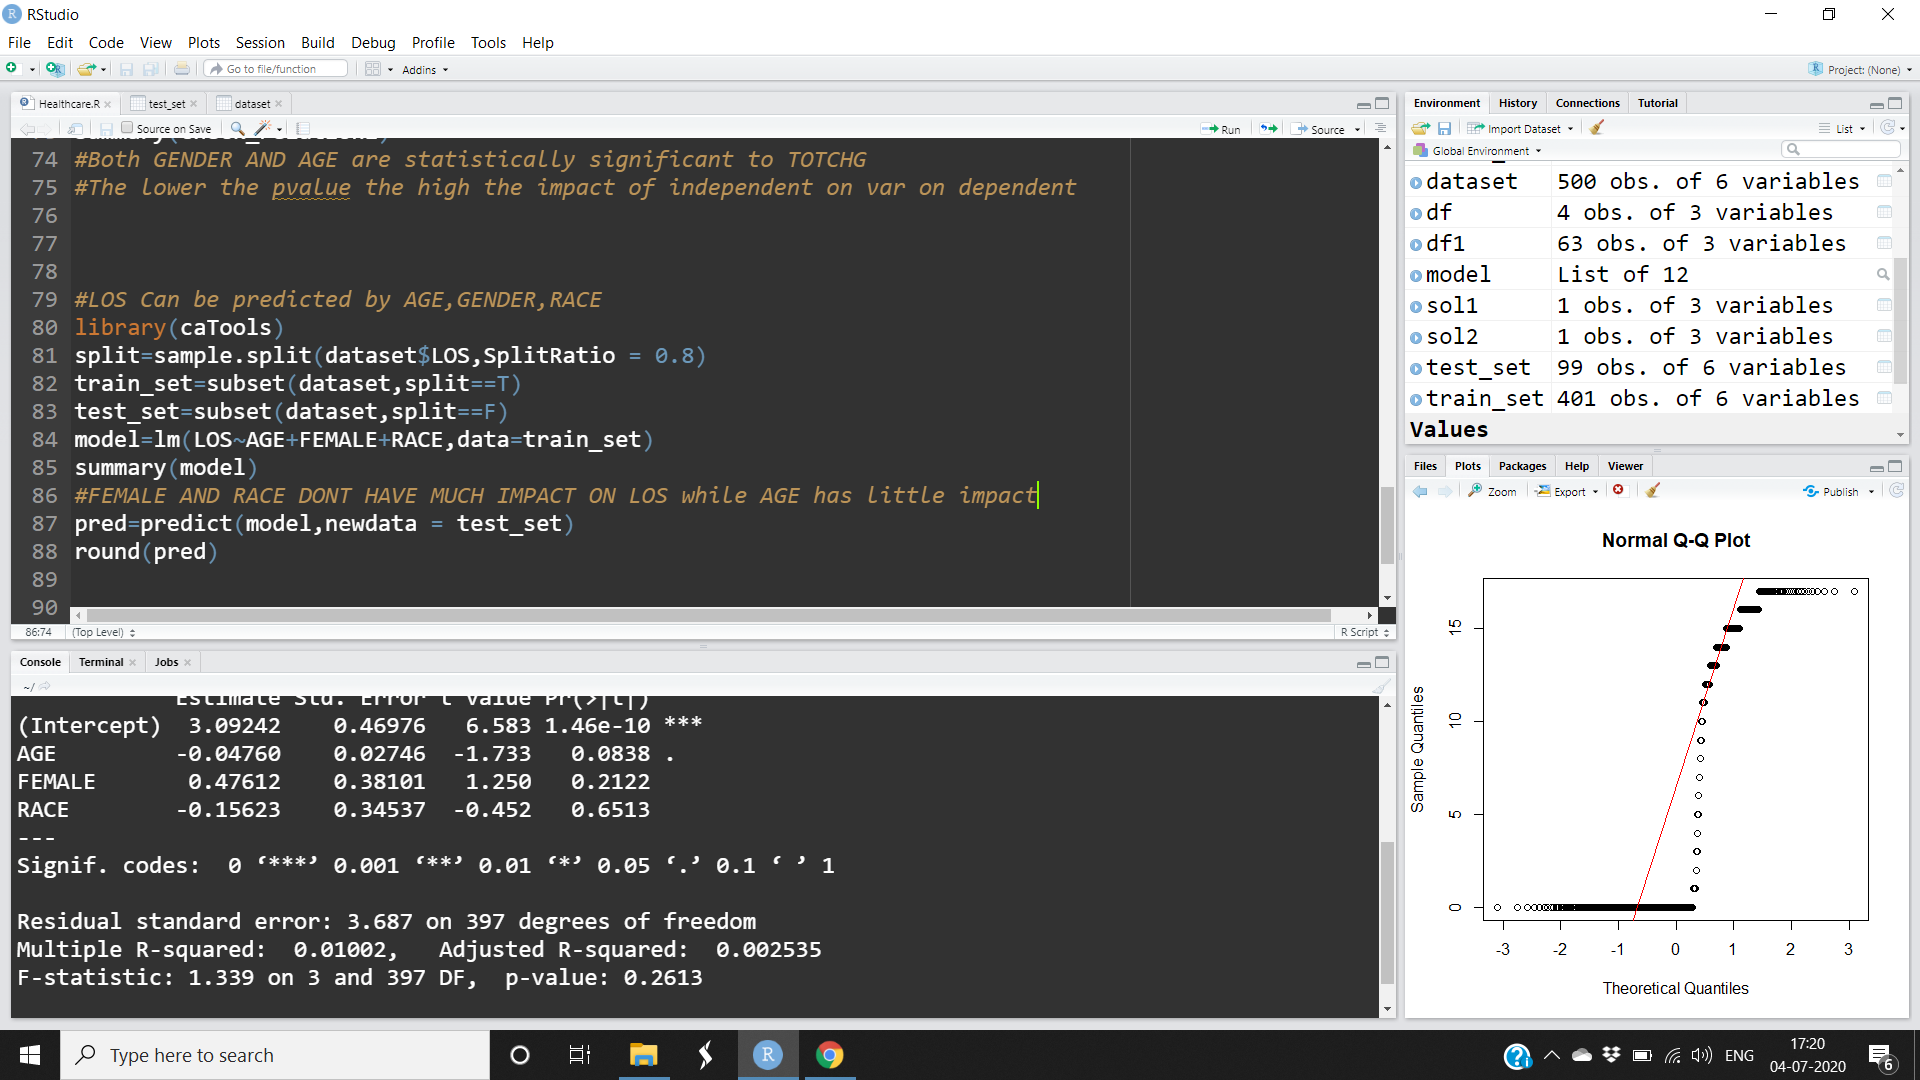 RStudio
File Edit Code View Plots Session Build Debug Profile Tools Help
Go to file/function Addins Project: (None)
Healthcare.R test_set dataset
Source on Save Run Source
74 #Both GENDER AND AGE are statistically significant to TOTCHG
75 #The lower the pvalue the high the impact of independent on var on dependent
76
77
78
79 #LOS Can be predicted by AGE,GENDER,RACE
80 library(caTools)
81 split=sample.split(dataset$LOS,SplitRatio = 0.8)
82 train_set=subset(dataset,split==T)
83 test_set=subset(dataset,split==F)
84 model=lm(LOS~AGE+FEMALE+RACE,data=train_set)
85 summary(model)
86 #FEMALE AND RACE DONT HAVE MUCH IMPACT ON LOS while AGE has little impact
87 pred=predict(model,newdata = test_set)
88 round(pred)
89
90
86:74 (Top Level) R Script
Console Terminal Jobs
~/
Estimate Std. Error t value Pr(>|t|)
(Intercept) 3.09242 0.46976 6.583 1.46e-10 ***
AGE -0.04760 0.02746 -1.733 0.0838 .
FEMALE 0.47612 0.38101 1.250 0.2122
RACE -0.15623 0.34537 -0.452 0.6513
---
Signif. codes: 0 ‘***’ 0.001 ‘**’ 0.01 ‘*’ 0.05 ‘.’ 0.1 ‘ ’ 1
Residual standard error: 3.687 on 397 degrees of freedom
Multiple R-squared: 0.01002, Adjusted R-squared: 0.002535
F-statistic: 1.339 on 3 and 397 DF, p-value: 0.2613
Environment History Connections Tutorial
Import Dataset List
Global Environment
dataset 500 obs. of 6 variables
df 4 obs. of 3 variables
df1 63 obs. of 3 variables
model List of 12
sol1 1 obs. of 3 variables
sol2 1 obs. of 3 variables
test_set 99 obs. of 6 variables
train_set 401 obs. of 6 variables
Values
Files Plots Packages Help Viewer
Zoom Export Publish
Normal Q-Q Plot
Sample Quantiles
15
10
5
0
-3 -2 -1 0 1 2 3
Theoretical Quantiles
Type here to search
ENG
17:20
04-07-2020
6